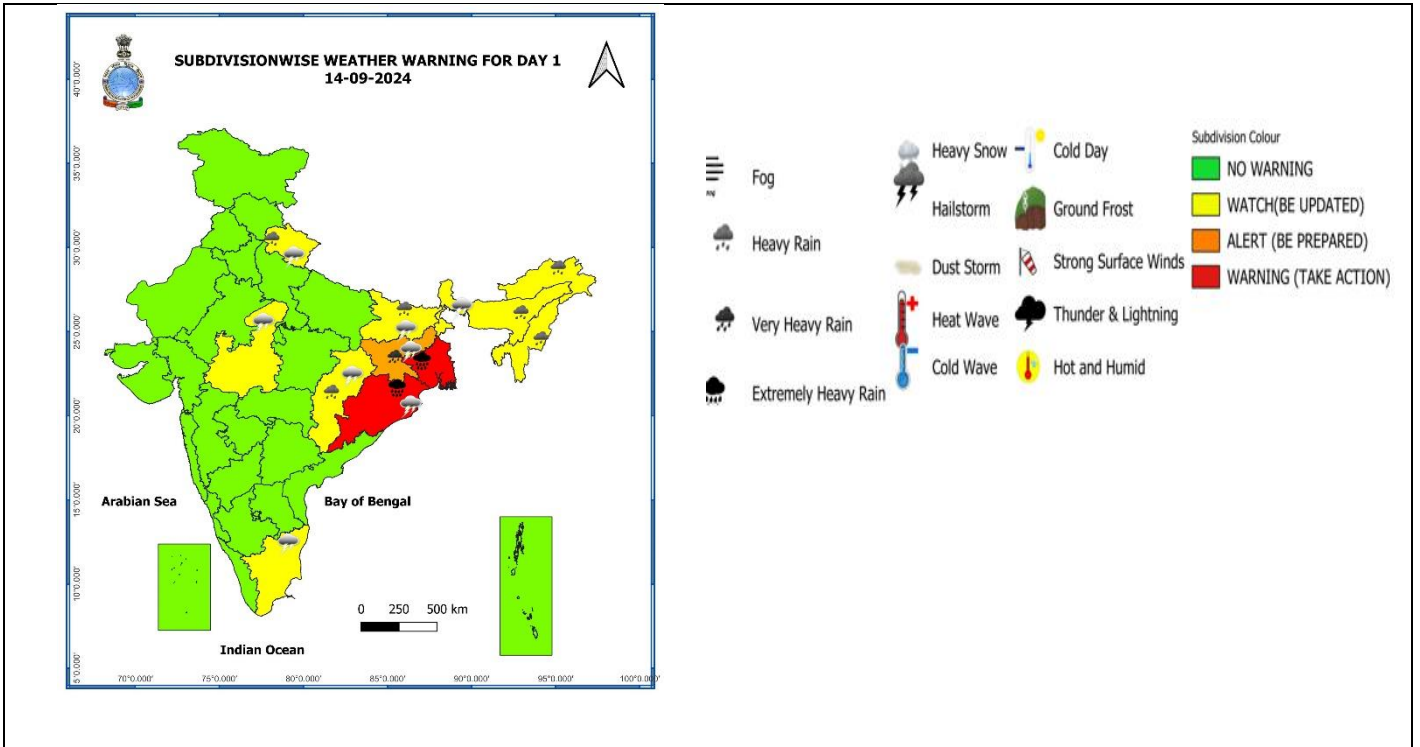 SUBDIVISIONWISE WEATHER WARNING FOR DAY 1
14-09-2024
40°0.000'
35°0.000'
30°0.000'
25°0.000'
20°0.000'
15°0.000'
10°0.000'
5°0.000'
Arabian Sea
Bay of Bengal
0 250 500 km
Indian Ocean
70°0.000' 75°0.000' 80°0.000' 85°0.000' 90°0.000' 95°0.000' 100°0.000'
Fog
Heavy Rain
Very Heavy Rain
Extremely Heavy Rain
Heavy Snow
Hailstorm
Dust Storm
Heat Wave
Cold Wave
Cold Day
Ground Frost
Strong Surface Winds
Thunder & Lightning
Hot and Humid
Subdivision Colour
NO WARNING
WATCH(BE UPDATED)
ALERT (BE PREPARED)
WARNING (TAKE ACTION)